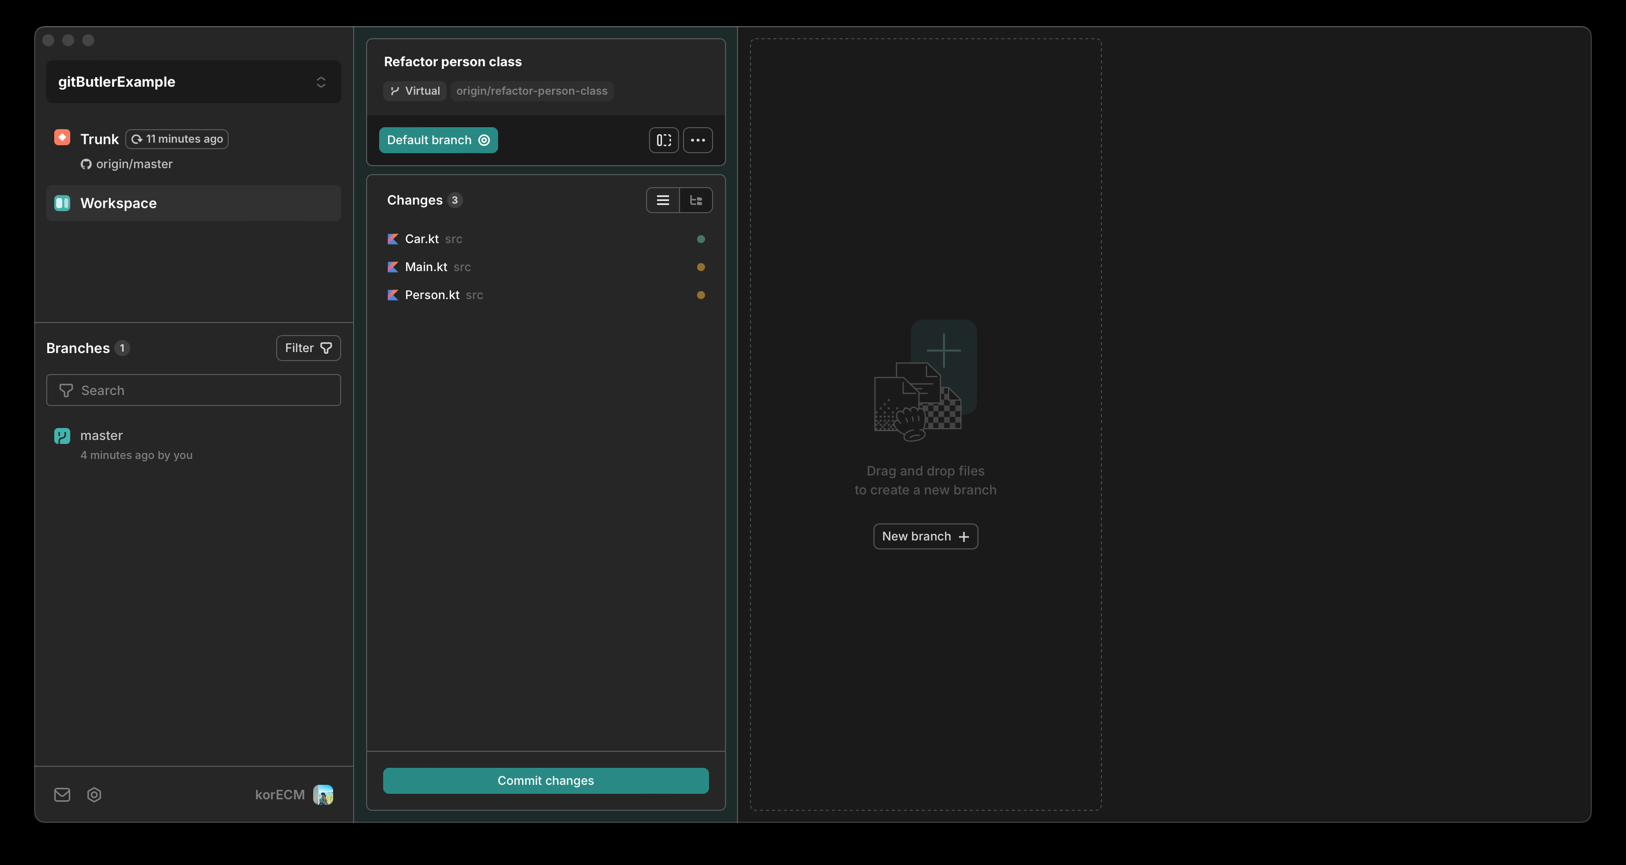 gitButlerExample
Trunk 11 minutes ago
origin/master
Workspace
Branches 1
Filter
Search
master
4 minutes ago by you
korECM
Refactor person class
Virtual origin/refactor-person-class
Default branch
Changes 3
Car.kt src
Main.kt src
Person.kt src
Commit changes
Drag and drop files
to create a new branch
New branch